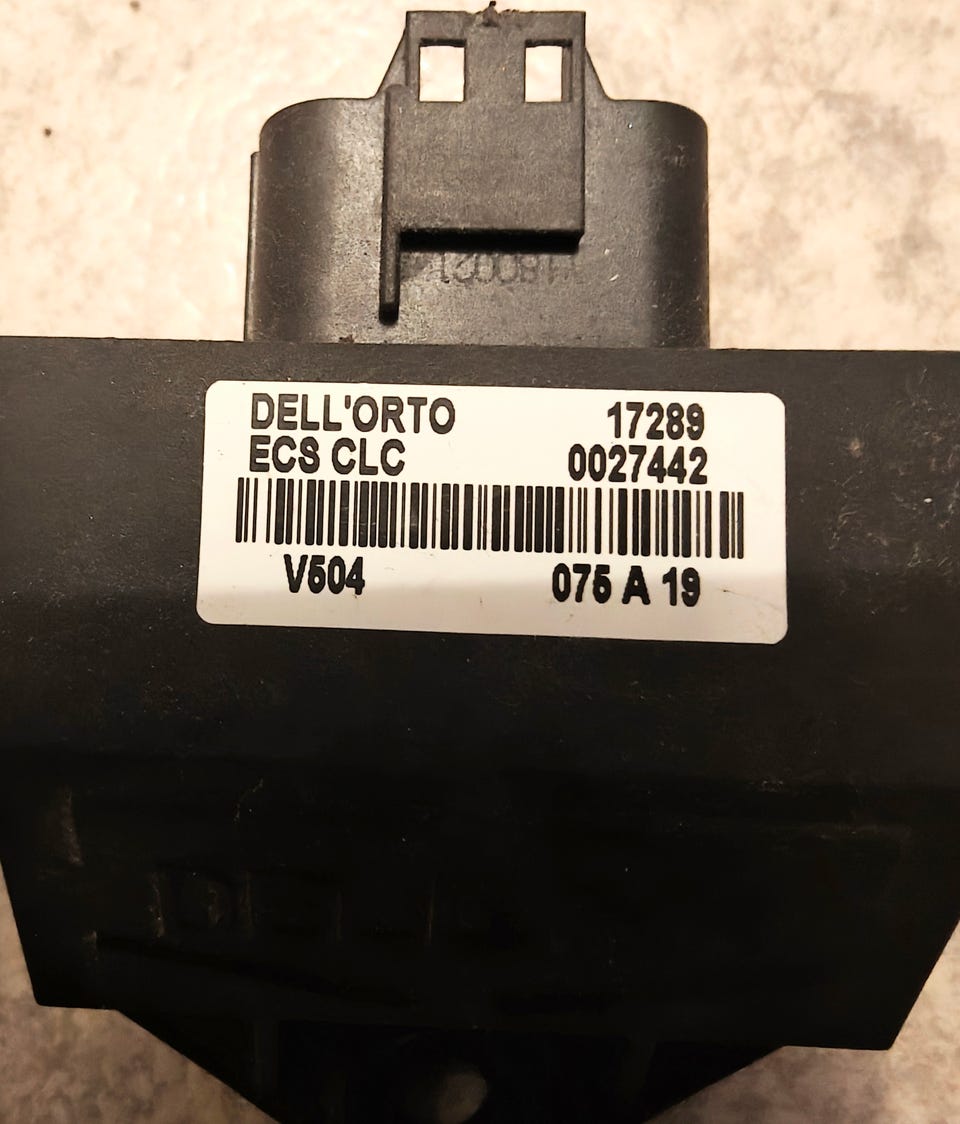 DELL'ORTO 17289
ECS CLC 0027442
V504 075 A 19